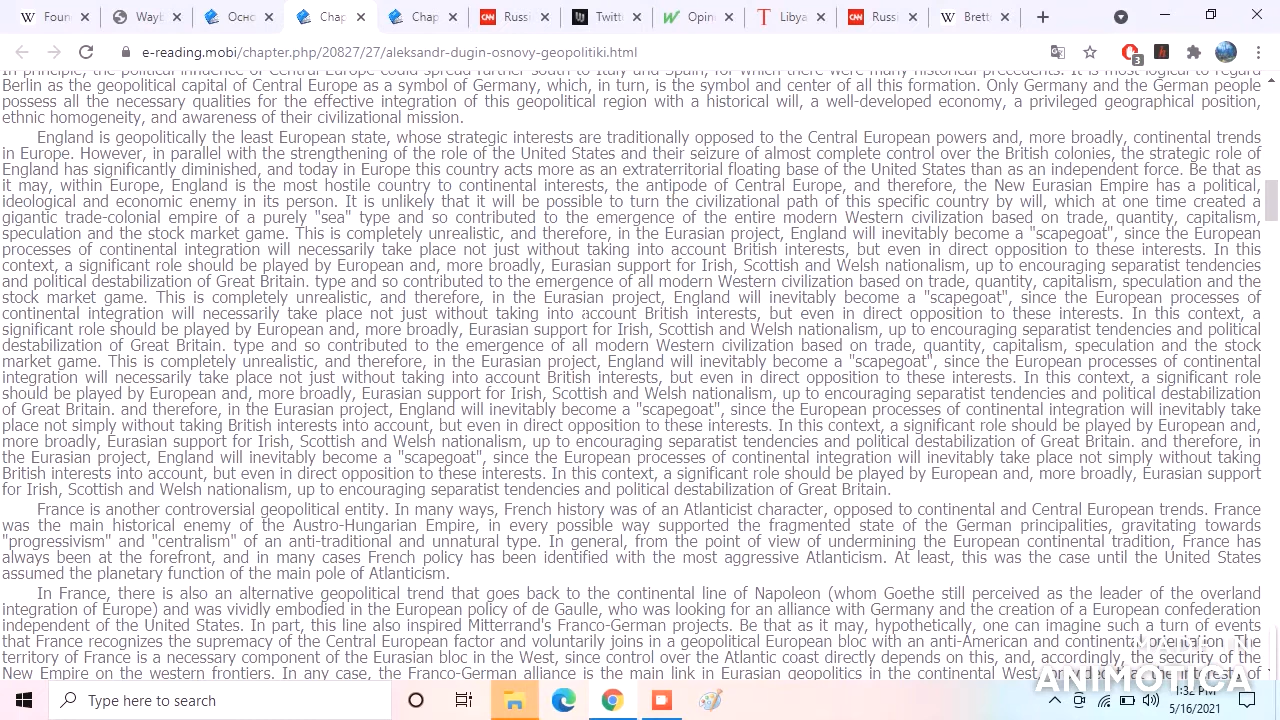 Foun
Wayb
Осно
Chap
Chap
Russi
Twitt
Opini
Libya
Russi
Brett
e-reading.mobi/chapter.php/20827/27/aleksandr-dugin-osnovy-geopolitiki.html
3
In principle, the political influence of Central Europe could spread further south to Italy and Spain, for which there were many historical precedents. It is most logical to regard
Berlin as the geopolitical capital of Central Europe as a symbol of Germany, which, in turn, is the symbol and center of all this formation. Only Germany and the German people
possess all the necessary qualities for the effective integration of this geopolitical region with a historical will, a well-developed economy, a privileged geographical position,
ethnic homogeneity, and awareness of their civilizational mission.
England is geopolitically the least European state, whose strategic interests are traditionally opposed to the Central European powers and, more broadly, continental trends
in Europe. However, in parallel with the strengthening of the role of the United States and their seizure of almost complete control over the British colonies, the strategic role of
England has significantly diminished, and today in Europe this country acts more as an extraterritorial floating base of the United States than as an independent force. Be that as
it may, within Europe, England is the most hostile country to continental interests, the antipode of Central Europe, and therefore, the New Eurasian Empire has a political,
ideological and economic enemy in its person. It is unlikely that it will be possible to turn the civilizational path of this specific country by will, which at one time created a
gigantic trade-colonial empire of a purely "sea" type and so contributed to the emergence of the entire modern Western civilization based on trade, quantity, capitalism,
speculation and the stock market game. This is completely unrealistic, and therefore, in the Eurasian project, England will inevitably become a "scapegoat", since the European
processes of continental integration will necessarily take place not just without taking into account British interests, but even in direct opposition to these interests. In this
context, a significant role should be played by European and, more broadly, Eurasian support for Irish, Scottish and Welsh nationalism, up to encouraging separatist tendencies
and political destabilization of Great Britain. type and so contributed to the emergence of all modern Western civilization based on trade, quantity, capitalism, speculation and the
stock market game. This is completely unrealistic, and therefore, in the Eurasian project, England will inevitably become a "scapegoat", since the European processes of
continental integration will necessarily take place not just without taking into account British interests, but even in direct opposition to these interests. In this context, a
significant role should be played by European and, more broadly, Eurasian support for Irish, Scottish and Welsh nationalism, up to encouraging separatist tendencies and political
destabilization of Great Britain. type and so contributed to the emergence of all modern Western civilization based on trade, quantity, capitalism, speculation and the stock
market game. This is completely unrealistic, and therefore, in the Eurasian project, England will inevitably become a "scapegoat", since the European processes of continental
integration will necessarily take place not just without taking into account British interests, but even in direct opposition to these interests. In this context, a significant role
should be played by European and, more broadly, Eurasian support for Irish, Scottish and Welsh nationalism, up to encouraging separatist tendencies and political destabilization
of Great Britain. and therefore, in the Eurasian project, England will inevitably become a "scapegoat", since the European processes of continental integration will inevitably take
place not simply without taking British interests into account, but even in direct opposition to these interests. In this context, a significant role should be played by European and,
more broadly, Eurasian support for Irish, Scottish and Welsh nationalism, up to encouraging separatist tendencies and political destabilization of Great Britain. and therefore, in
the Eurasian project, England will inevitably become a "scapegoat", since the European processes of continental integration will inevitably take place not simply without taking
British interests into account, but even in direct opposition to these interests. In this context, a significant role should be played by European and, more broadly, Eurasian support
for Irish, Scottish and Welsh nationalism, up to encouraging separatist tendencies and political destabilization of Great Britain.
France is another controversial geopolitical entity. In many ways, French history was of an Atlanticist character, opposed to continental and Central European trends. France
was the main historical enemy of the Austro-Hungarian Empire, in every possible way supported the fragmented state of the German principalities, gravitating towards
"progressivism" and "centralism" of an anti-traditional and unnatural type. In general, from the point of view of undermining the European continental tradition, France has
always been at the forefront, and in many cases French policy has been identified with the most aggressive Atlanticism. At least, this was the case until the United States
assumed the planetary function of the main pole of Atlanticism.
In France, there is also an alternative geopolitical trend that goes back to the continental line of Napoleon (whom Goethe still perceived as the leader of the overland
integration of Europe) and was vividly embodied in the European policy of de Gaulle, who was looking for an alliance with Germany and the creation of a European confederation
independent of the United States. In part, this line also inspired Mitterrand's Franco-German projects. Be that as it may, hypothetically, one can imagine such a turn of events
that France recognizes the supremacy of the Central European factor and voluntarily joins in a geopolitical European bloc with an anti-American and continental orientation. The
territory of France is a necessary component of the Eurasian bloc in the West, since control over the Atlantic coast directly depends on this, and, accordingly, the security of the
New Empire on the western frontiers. In any case, the Franco-German alliance is the main link in Eurasian geopolitics in the continental West
ANIMOTICA
Type here to search
1:32 PM
5/16/2021